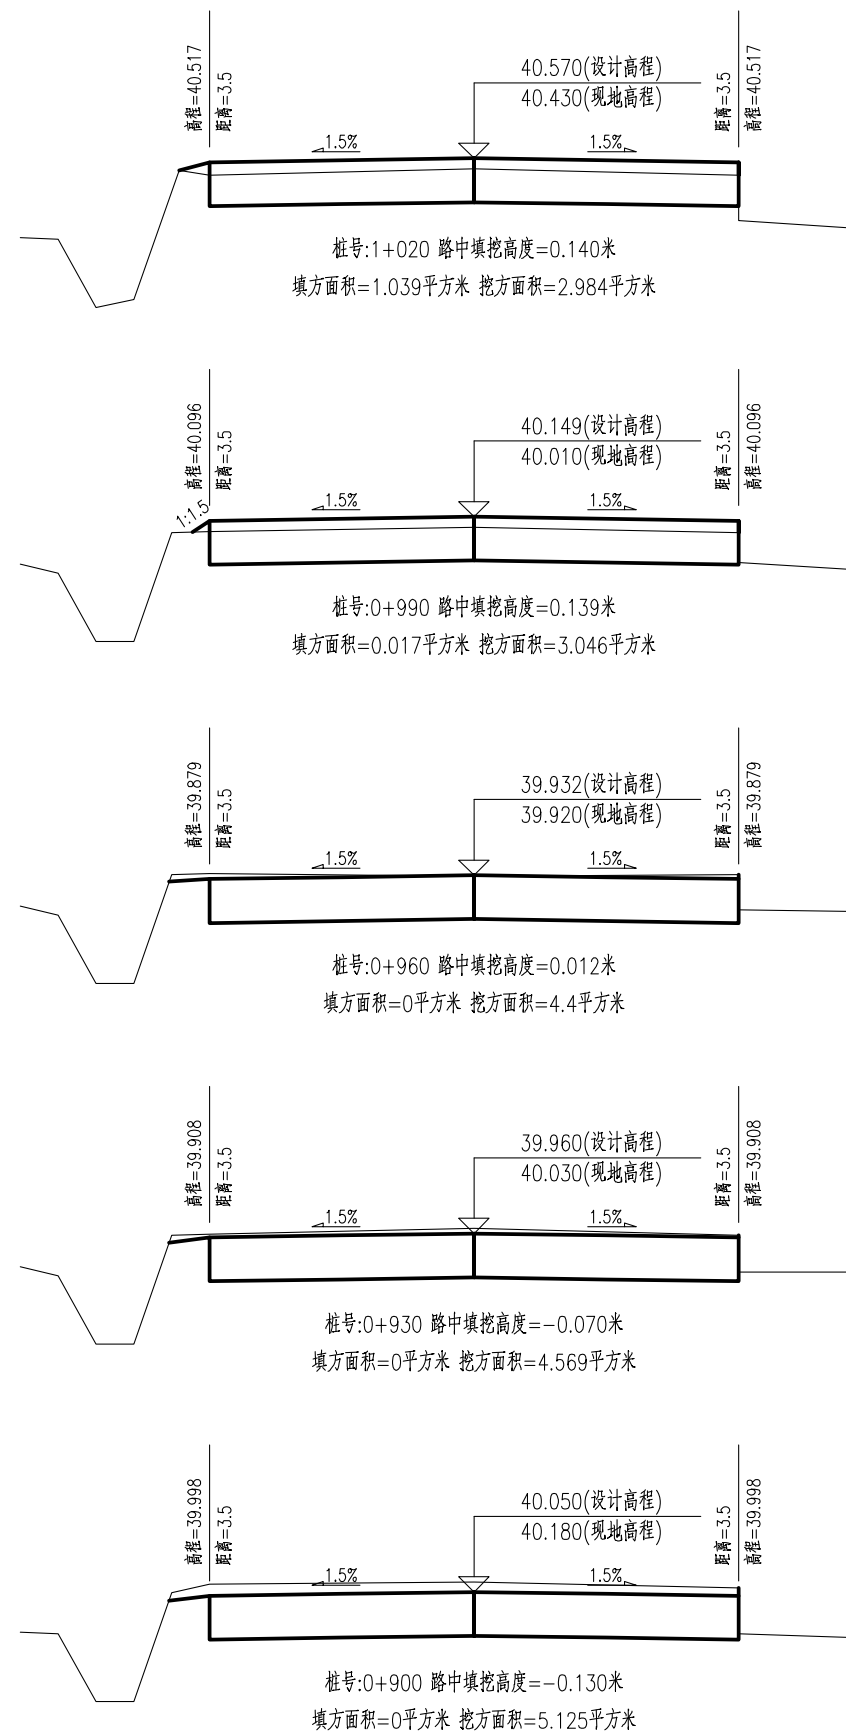 高程=40.517
距离=3.5
40.570(设计高程)
40.430(现地高程)
距离=3.5
高程=40.517
1.5%
1.5%
桩号:1+020 路中填挖高度=0.140米
填方面积=1.039平方米 挖方面积=2.984平方米
高程=40.096
距离=3.5
40.149(设计高程)
40.010(现地高程)
距离=3.5
高程=40.096
1:1.5
1.5%
1.5%
桩号:0+990 路中填挖高度=0.139米
填方面积=0.017平方米 挖方面积=3.046平方米
高程=39.879
距离=3.5
39.932(设计高程)
39.920(现地高程)
距离=3.5
高程=39.879
1.5%
1.5%
桩号:0+960 路中填挖高度=0.012米
填方面积=0平方米 挖方面积=4.4平方米
高程=39.908
距离=3.5
39.960(设计高程)
40.030(现地高程)
距离=3.5
高程=39.908
1.5%
1.5%
桩号:0+930 路中填挖高度=-0.070米
填方面积=0平方米 挖方面积=4.569平方米
高程=39.998
距离=3.5
40.050(设计高程)
40.180(现地高程)
距离=3.5
高程=39.998
1.5%
1.5%
桩号:0+900 路中填挖高度=-0.130米
填方面积=0平方米 挖方面积=5.125平方米